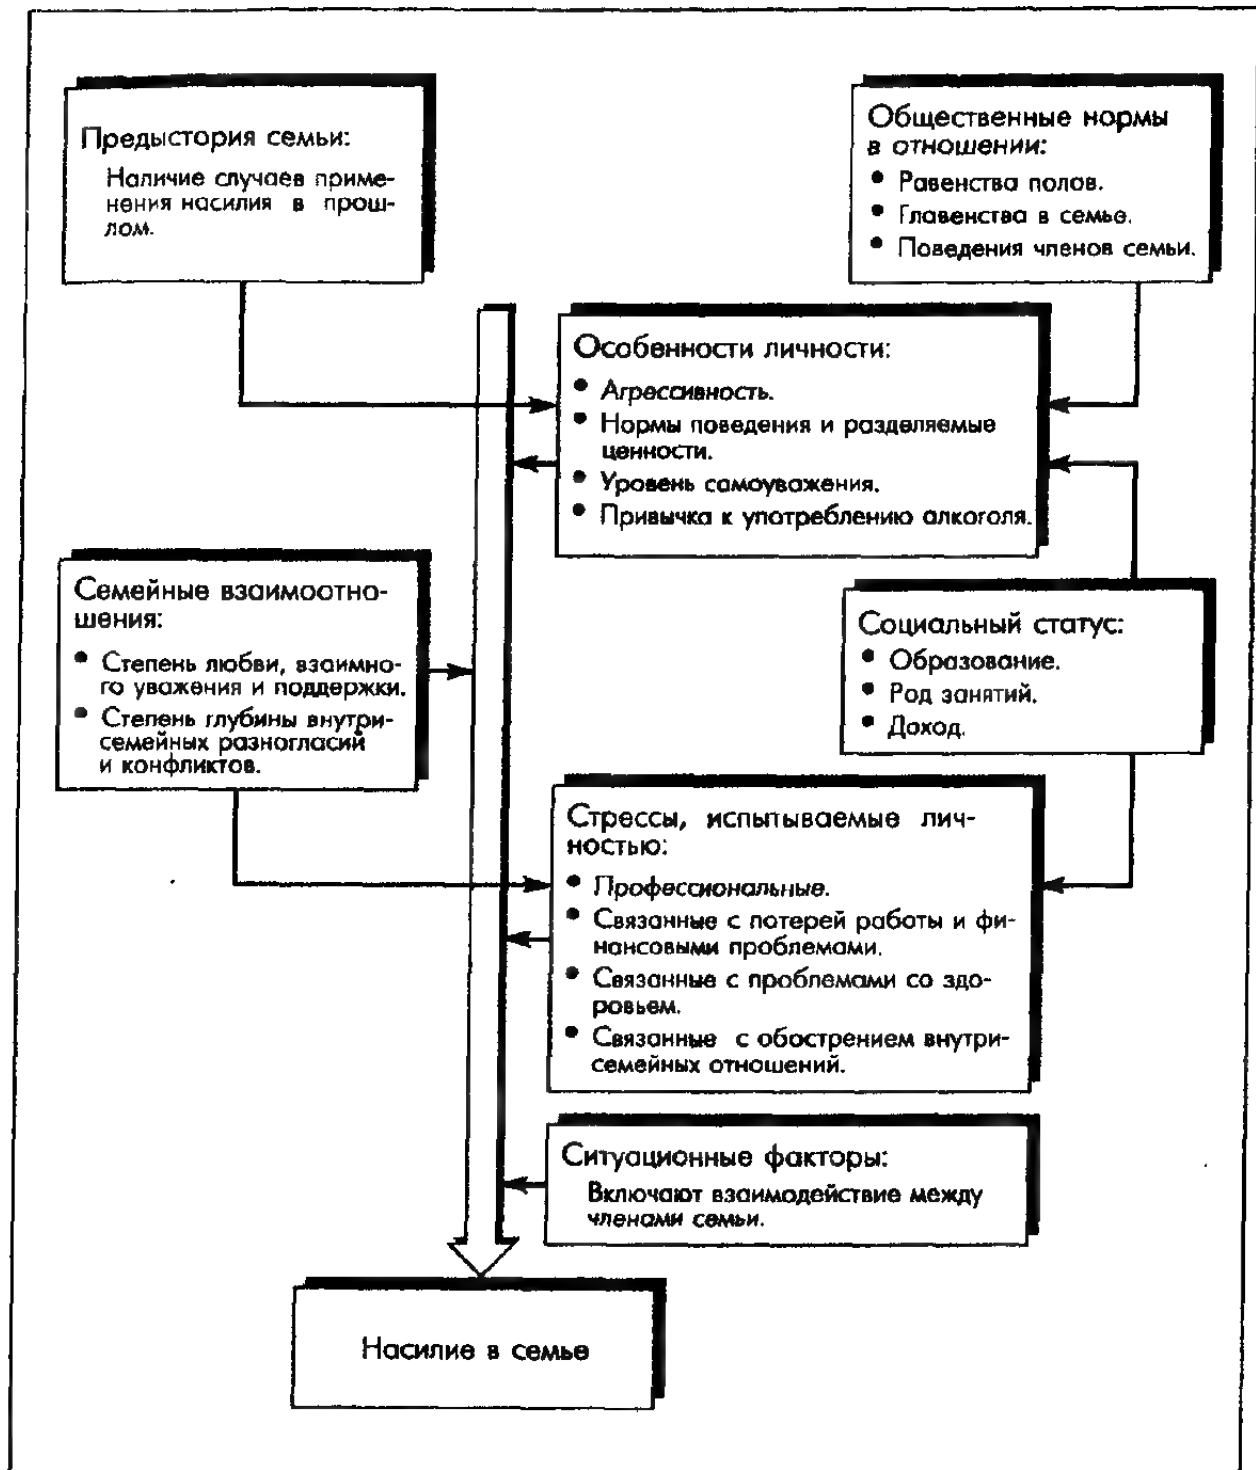 Предыстория семьи:
Наличие случаев приме-
нения насилия в прош-
лом.
Общественные нормы
в отношении:
• Равенства полов.
• Главенства в семье.
• Поведения членов семьи.
Особенности личности:
• Агрессивность.
• Нормы поведения и разделяемые
ценности.
• Уровень самоуважения.
• Привычка к употреблению алкоголя.
Семейные взаимоотно-
шения:
• Степень любви, взаимно-
го уважения и поддержки.
• Степень глубины внутри-
семейных разногласий
и конфликтов.
Социальный статус:
• Образование.
• Род занятий.
• Доход.
Стрессы, испытываемые лич-
ностью:
• Профессиональные.
• Связанные с потерей работы и фи-
нансовыми проблемами.
• Связанные с проблемами со здо-
ровьем.
• Связанные с обострением внутри-
семейных отношений.
Ситуационные факторы:
Включают взаимодействие между
членами семьи.
Насилие в семье